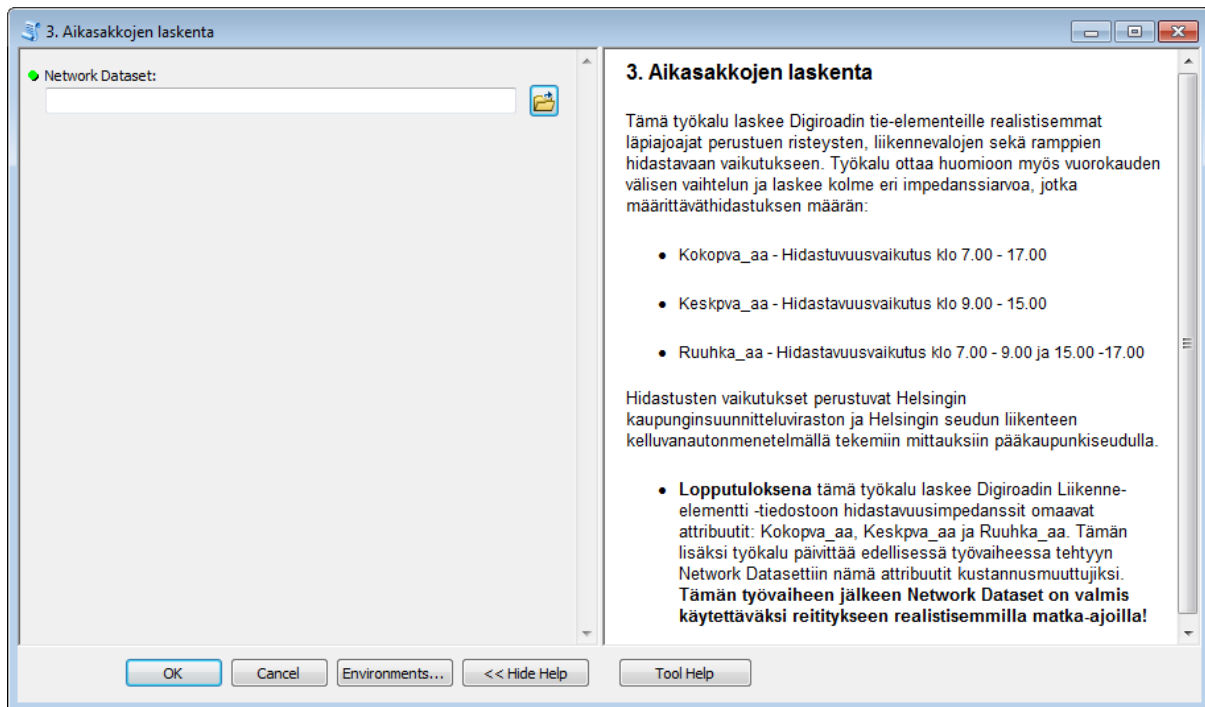 3. Aikasakkojen laskenta
Network Dataset:
3. Aikasakkojen laskenta
Tämä työkalu laskee Digiroadin tie-elementeille realistisemmat
läpiajoajat perustuen risteysten, liikennevalojen sekä ramppien
hidastavaan vaikutukseen. Työkalu ottaa huomioon myös vuorokauden
välisen vaihtelun ja laskee kolme eri impedanssiarvoa, jotka
määrittäväthidastuksen määrän:
• Kokopva_aa - Hidastuvuusvaikutus klo 7.00 - 17.00
• Keskpva_aa - Hidastavuusvaikutus klo 9.00 - 15.00
• Ruuhka_aa - Hidastavuusvaikutus klo 7.00 - 9.00 ja 15.00 -17.00
Hidastusten vaikutukset perustuvat Helsingin
kaupunginsuunnitteluviraston ja Helsingin seudun liikenteen
kelluvanautonmenetelmällä tekemiin mittauksiin pääkaupunkiseudulla.
• Lopputuloksena tämä työkalu laskee Digiroadin Liikenne-
elementti -tiedostoon hidastavuusimpedanssit omaavat
attribuutit: Kokopva_aa, Keskpva_aa ja Ruuhka_aa. Tämän
lisäksi työkalu päivittää edellisessä työvaiheessa tehtyyn
Network Datasettiin nämä attribuutit kustannusmuuttujiksi.
Tämän työvaiheen jälkeen Network Dataset on valmis
käytettäväksi reititykseen realistisemmilla matka-ajoilla!
OK Cancel Environments... << Hide Help Tool Help